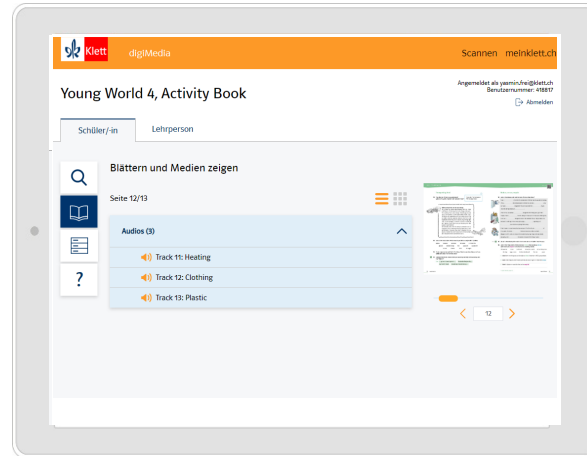 Klett
digiMedia
Scannen meinklett.ch
Young World 4, Activity Book
Angemeldet als yasmin.frei@klett.ch
Benutzernummer: 418817
Abmelden
Schüler/-in
Lehrperson
Blättern und Medien zeigen
Seite 12/13
Audios (3)
Track 11: Heating
Track 12: Clothing
Track 13: Plastic
?
12